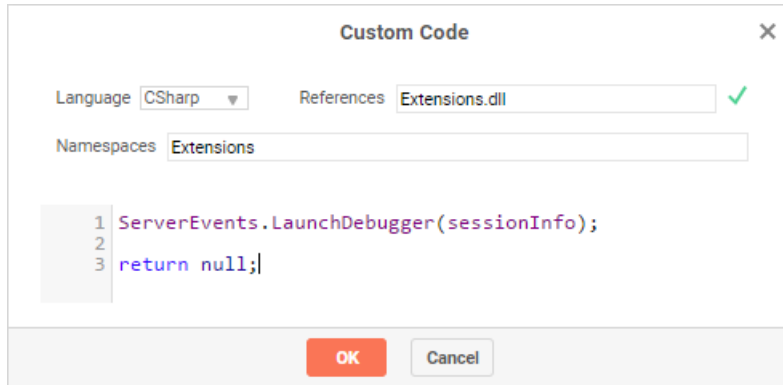 Custom Code
Language CSharp References Extensions.dll
Namespaces Extensions
1 ServerEvents.LaunchDebugger(sessionInfo);
2
3 return null;
OK Cancel